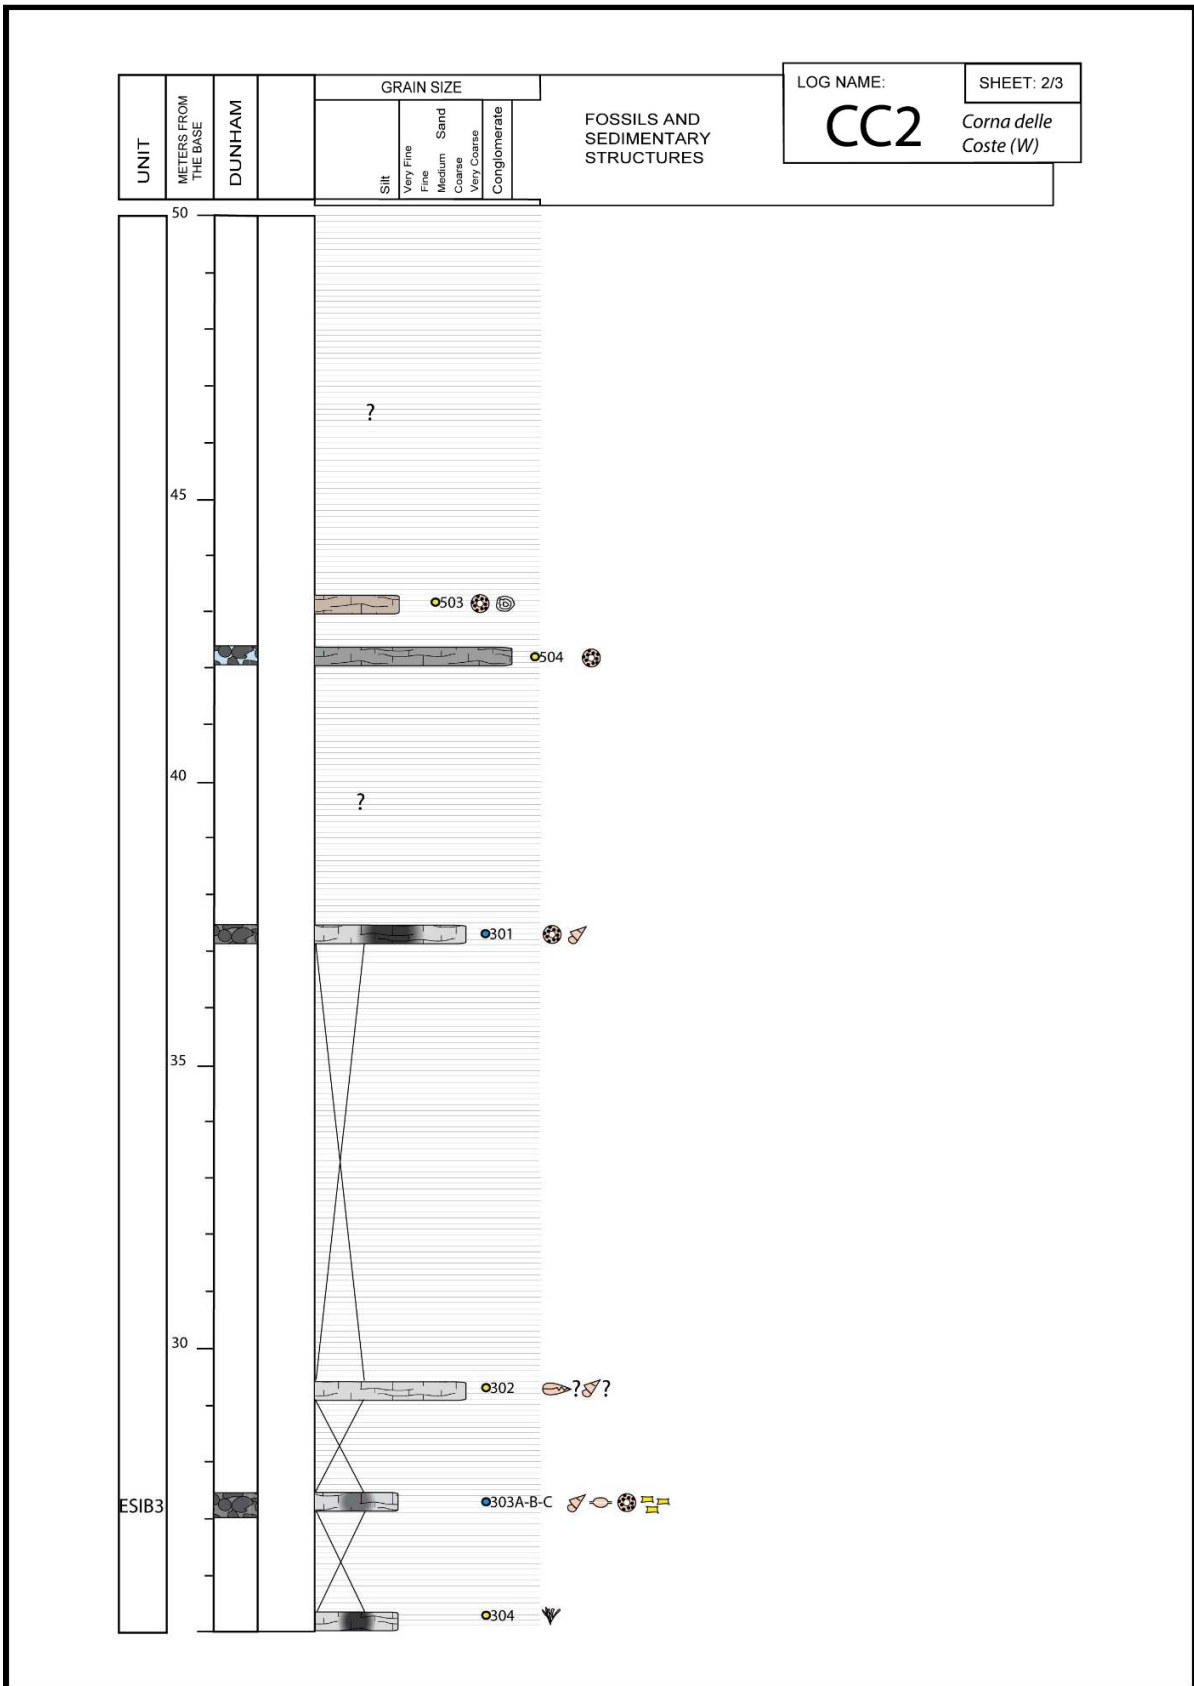 LOG NAME:
SHEET: 2/3
CC2
Corna delle
Coste (W)
UNIT
METERS FROM
THE BASE
DUNHAM
GRAIN SIZE
Silt
Very Fine
Fine
Medium
Sand
Coarse
Very Coarse
Conglomerate
FOSSILS AND
SEDIMENTARY
STRUCTURES
50
?
45
503
504
40
?
301
35
30
302
? ?
ESIB3
303A-B-C
304